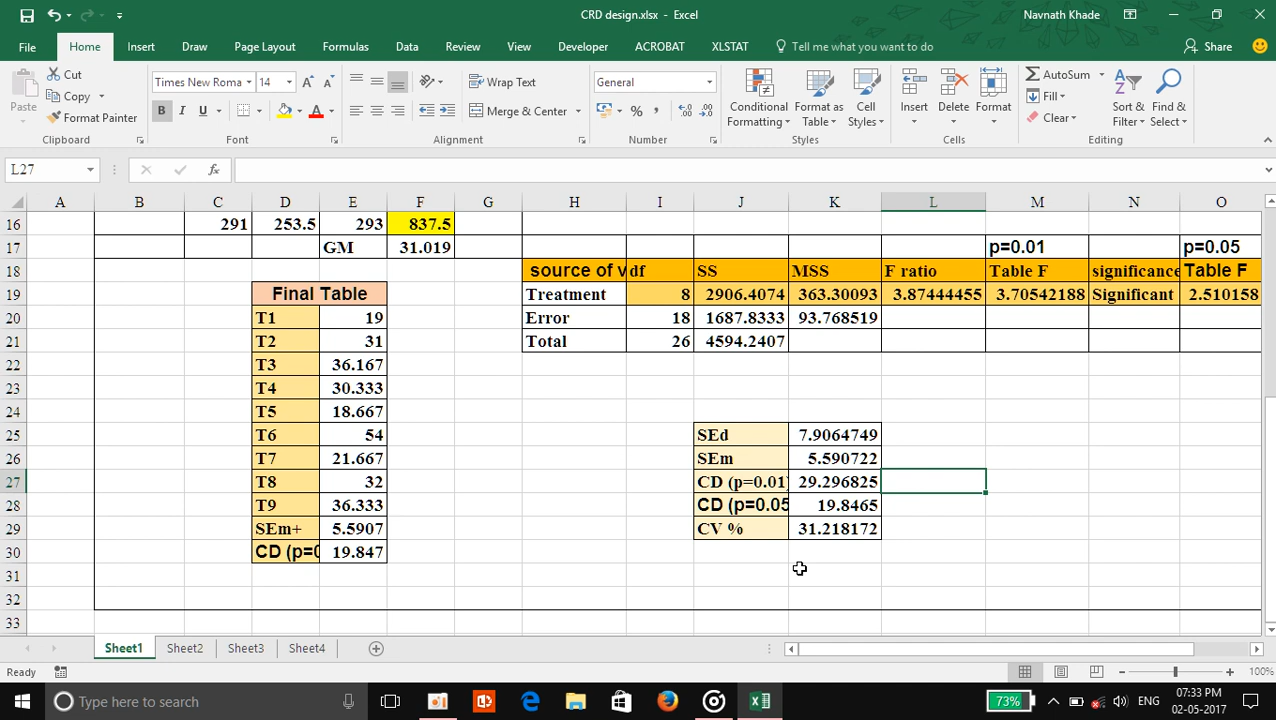 CRD design.xlsx - Excel
Navnath Khade
File Home Insert Draw Page Layout Formulas Data Review View Developer ACROBAT XLSTAT Tell me what you want to do Share
Paste
Cut
Copy
Format Painter
Clipboard
Times New Roma 14
B I U
Font
Wrap Text
Merge & Center
Alignment
General
% ,
Number
Conditional Formatting
Format as Table
Cell Styles
Styles
Insert
Delete
Format
Cells
AutoSum
Fill
Clear
Sort & Filter
Find & Select
Editing
L27 fx
A B C D E F G H I J K L M N O
16 291 253.5 293 837.5
17 GM 31.019 p=0.01 p=0.05
18 source of v df SS MSS F ratio Table F significance Table F
19 Final Table Treatment 8 2906.4074 363.30093 3.87444455 3.70542188 Significant 2.510158
20 T1 19 Error 18 1687.8333 93.768519
21 T2 31 Total 26 4594.2407
22 T3 36.167
23 T4 30.333
24 T5 18.667
25 T6 54 SEd 7.9064749
26 T7 21.667 SEm 5.590722
27 T8 32 CD (p=0.01) 29.296825
28 T9 36.333 CD (p=0.05 19.8465
29 SEm+ 5.5907 CV % 31.218172
30 CD (p=0 19.847
31
32
33
Sheet1 Sheet2 Sheet3 Sheet4
Ready 100%
Type here to search
73%
ENG
07:33 PM
02-05-2017